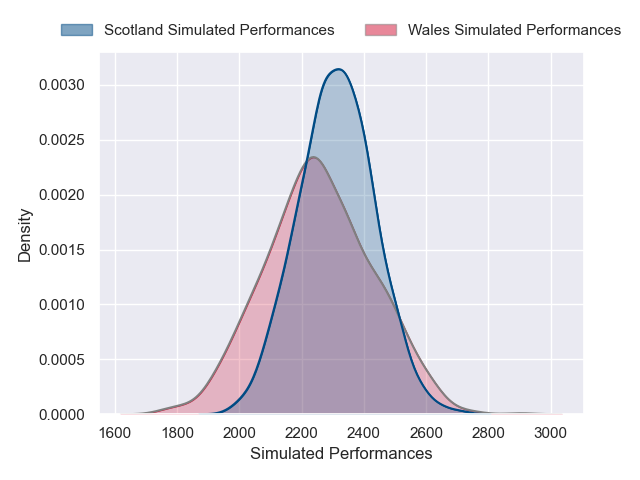 Scotland Simulated Performances
Wales Simulated Performances
0.0030
0.0025
0.0020
0.0015
0.0010
0.0005
0.0000
Density
1600 1800 2000 2200 2400 2600 2800 3000
Simulated Performances